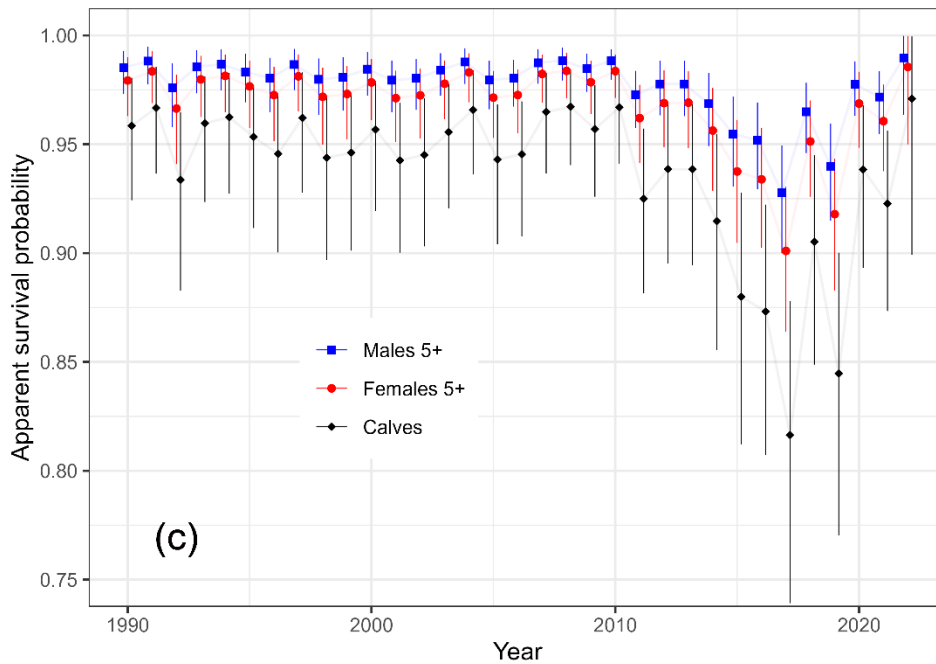 1.00
0.95
0.90
0.85
0.80
0.75
Apparent survival probability
Males 5+
Females 5+
Calves
(c)
1990 2000 2010 2020
Year